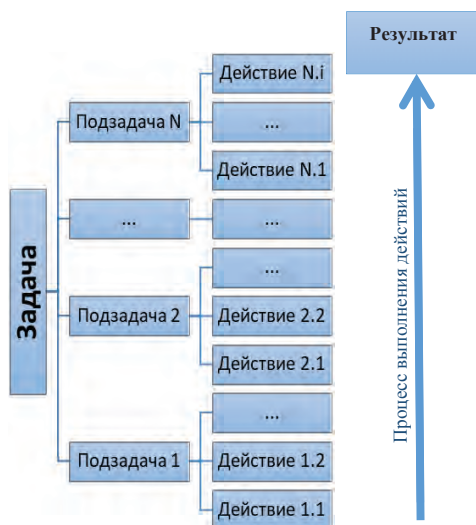 Результат
Действие N.i
Подзадача N
...
Действие N.1
...
...
Задача
...
Подзадача 2
Действие 2.2
Действие 2.1
...
Подзадача 1
Действие 1.2
Действие 1.1
Процесс выполнения действий